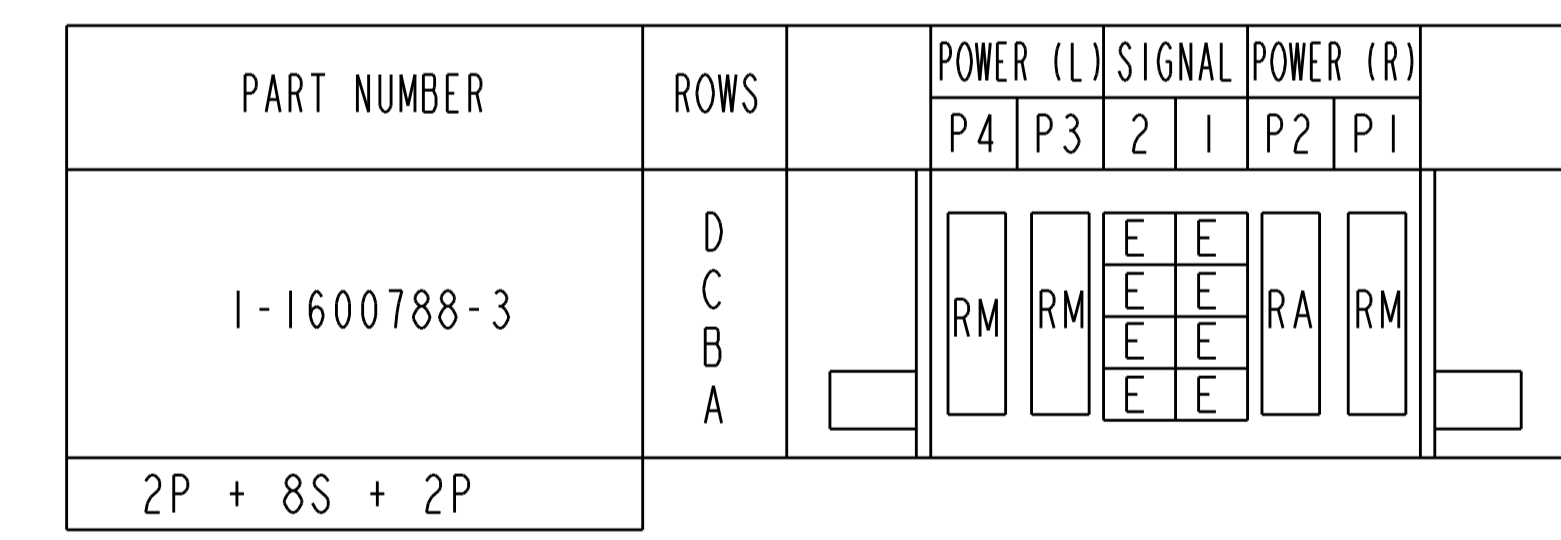 PART NUMBER ROWS POWER (L) SIGNAL POWER (R)
P4 P3 2 1 P2 P1
D E E
C E E
1-1600788-3 RM RM RA RM
B E E
A E E
2P + 8S + 2P